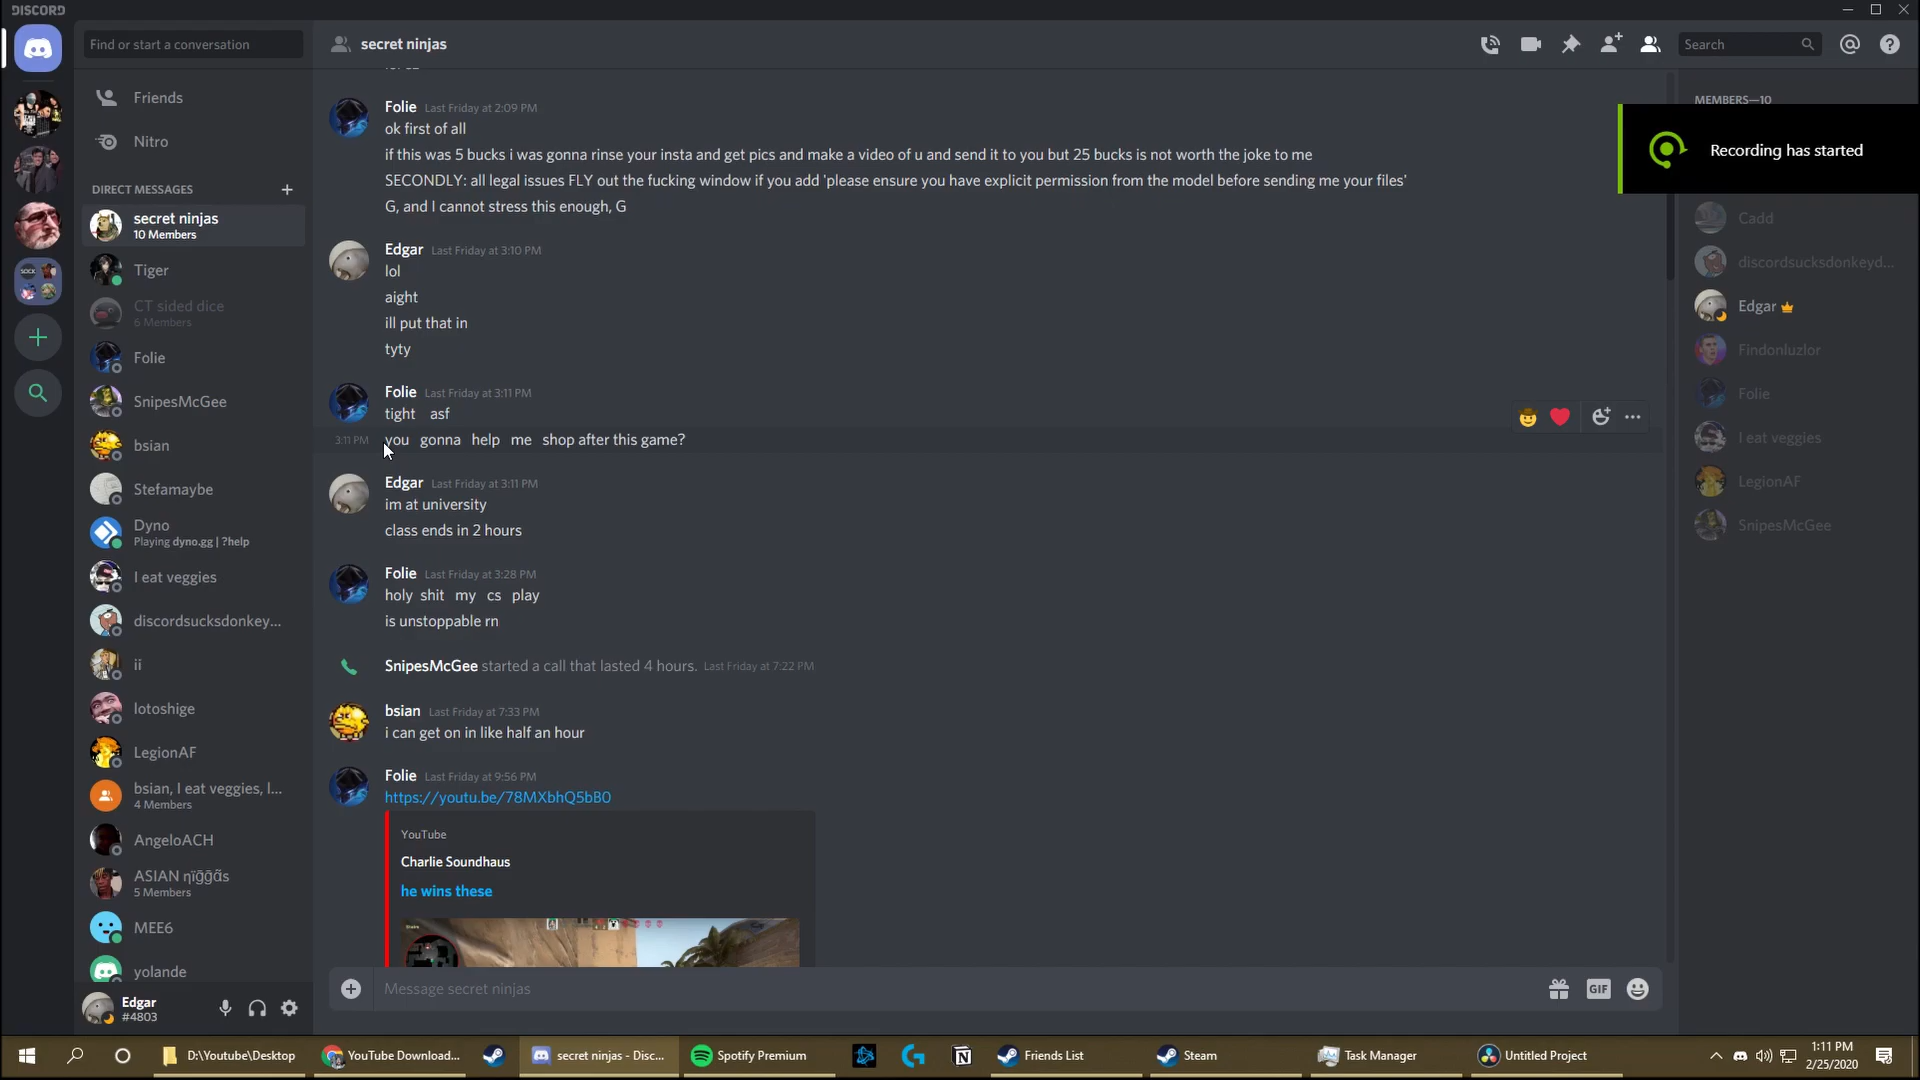 DISCORD
Find or start a conversation
secret ninjas
Search
Friends
Nitro
DIRECT MESSAGES
secret ninjas
10 Members
Tiger
CT sided dice
6 Members
Folie
SnipesMcGee
bsian
Stefamaybe
Dyno
Playing dyno.gg | ?help
I eat veggies
discordsucksdonkey...
ii
lotoshige
LegionAF
bsian, I eat veggies, l...
4 Members
AngeloACH
ASIAN ηïğğα̃s
5 Members
MEE6
yolande
Edgar
#4803
Folie Last Friday at 2:09 PM
ok first of all
if this was 5 bucks i was gonna rinse your insta and get pics and make a video of u and send it to you but 25 bucks is not worth the joke to me
SECONDLY: all legal issues FLY out the fucking window if you add 'please ensure you have explicit permission from the model before sending me your files'
G, and I cannot stress this enough, G
Edgar Last Friday at 3:10 PM
lol
aight
ill put that in
tyty
Folie Last Friday at 3:11 PM
tight asf
3:11 PM you gonna help me shop after this game?
Edgar Last Friday at 3:11 PM
im at university
class ends in 2 hours
Folie Last Friday at 3:28 PM
holy shit my cs play
is unstoppable rn
SnipesMcGee started a call that lasted 4 hours. Last Friday at 7:22 PM
bsian Last Friday at 7:33 PM
i can get on in like half an hour
Folie Last Friday at 9:56 PM
https://youtu.be/78MXbhQ5bB0
YouTube
Charlie Soundhaus
he wins these
Message secret ninjas
GIF
MEMBERS—10
Recording has started
Cadd
discordsucksdonkeyd...
Edgar
Findonluzlor
Folie
I eat veggies
LegionAF
SnipesMcGee
D:\Youtube\Desktop
YouTube Download...
secret ninjas - Disc...
Spotify Premium
Friends List
Steam
Task Manager
Untitled Project
1:11 PM
2/25/2020